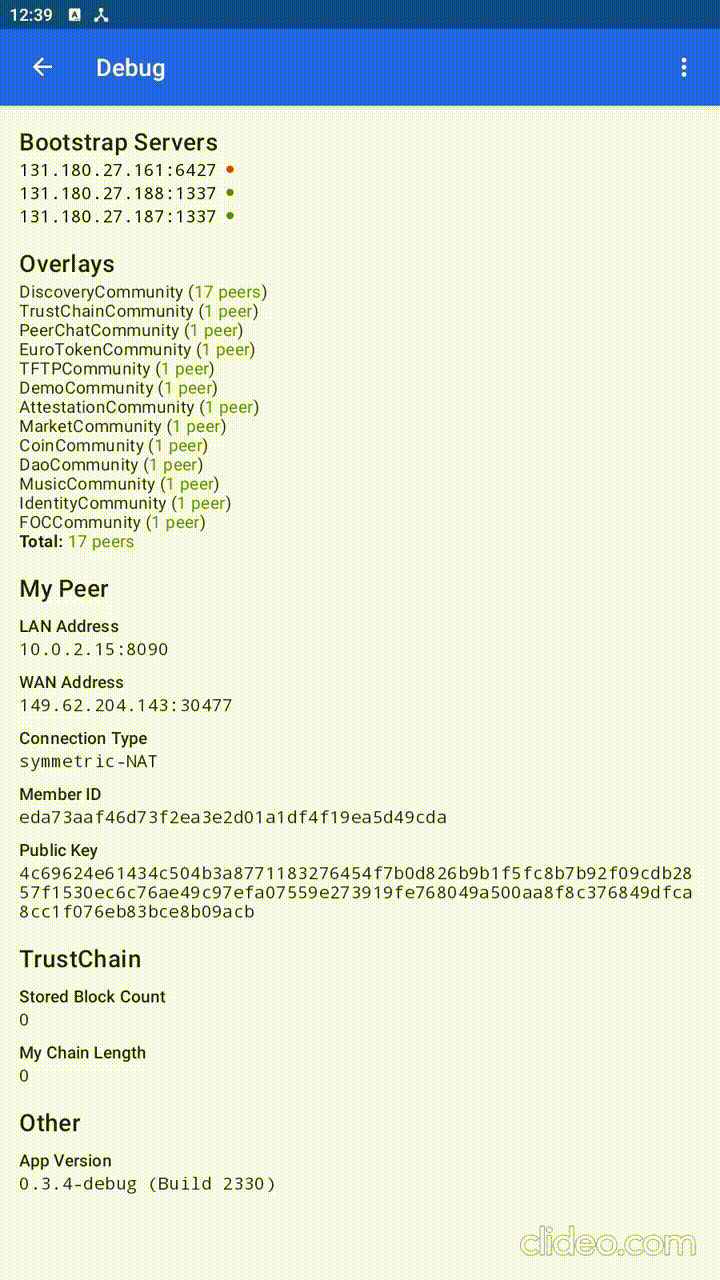 12:39
Debug
Bootstrap Servers
131.180.27.161:6427
131.180.27.188:1337
131.180.27.187:1337
Overlays
DiscoveryCommunity (17 peers)
TrustChainCommunity (1 peer)
PeerChatCommunity (1 peer)
EuroTokenCommunity (1 peer)
TFTPCommunity (1 peer)
DemoCommunity (1 peer)
AttestationCommunity (1 peer)
MarketCommunity (1 peer)
CoinCommunity (1 peer)
DaoCommunity (1 peer)
MusicCommunity (1 peer)
IdentityCommunity (1 peer)
FOCCommunity (1 peer)
Total: 17 peers
My Peer
LAN Address
10.0.2.15:8090
WAN Address
149.62.204.143:30477
Connection Type
symmetric-NAT
Member ID
eda73aaf46d73f2ea3e2d01a1df4f19ea5d49cda
Public Key
4c69624e61434c504b3a8771183276454f7b0d826b9b1f5fc8b7b92f09cdb28
57f1530ec6c76ae49c97efa07559e273919fe768049a500aa8f8c376849dfca
8cc1f076eb83bce8b09acb
TrustChain
Stored Block Count
0
My Chain Length
0
Other
App Version
0.3.4-debug (Build 2330)
clideo.com